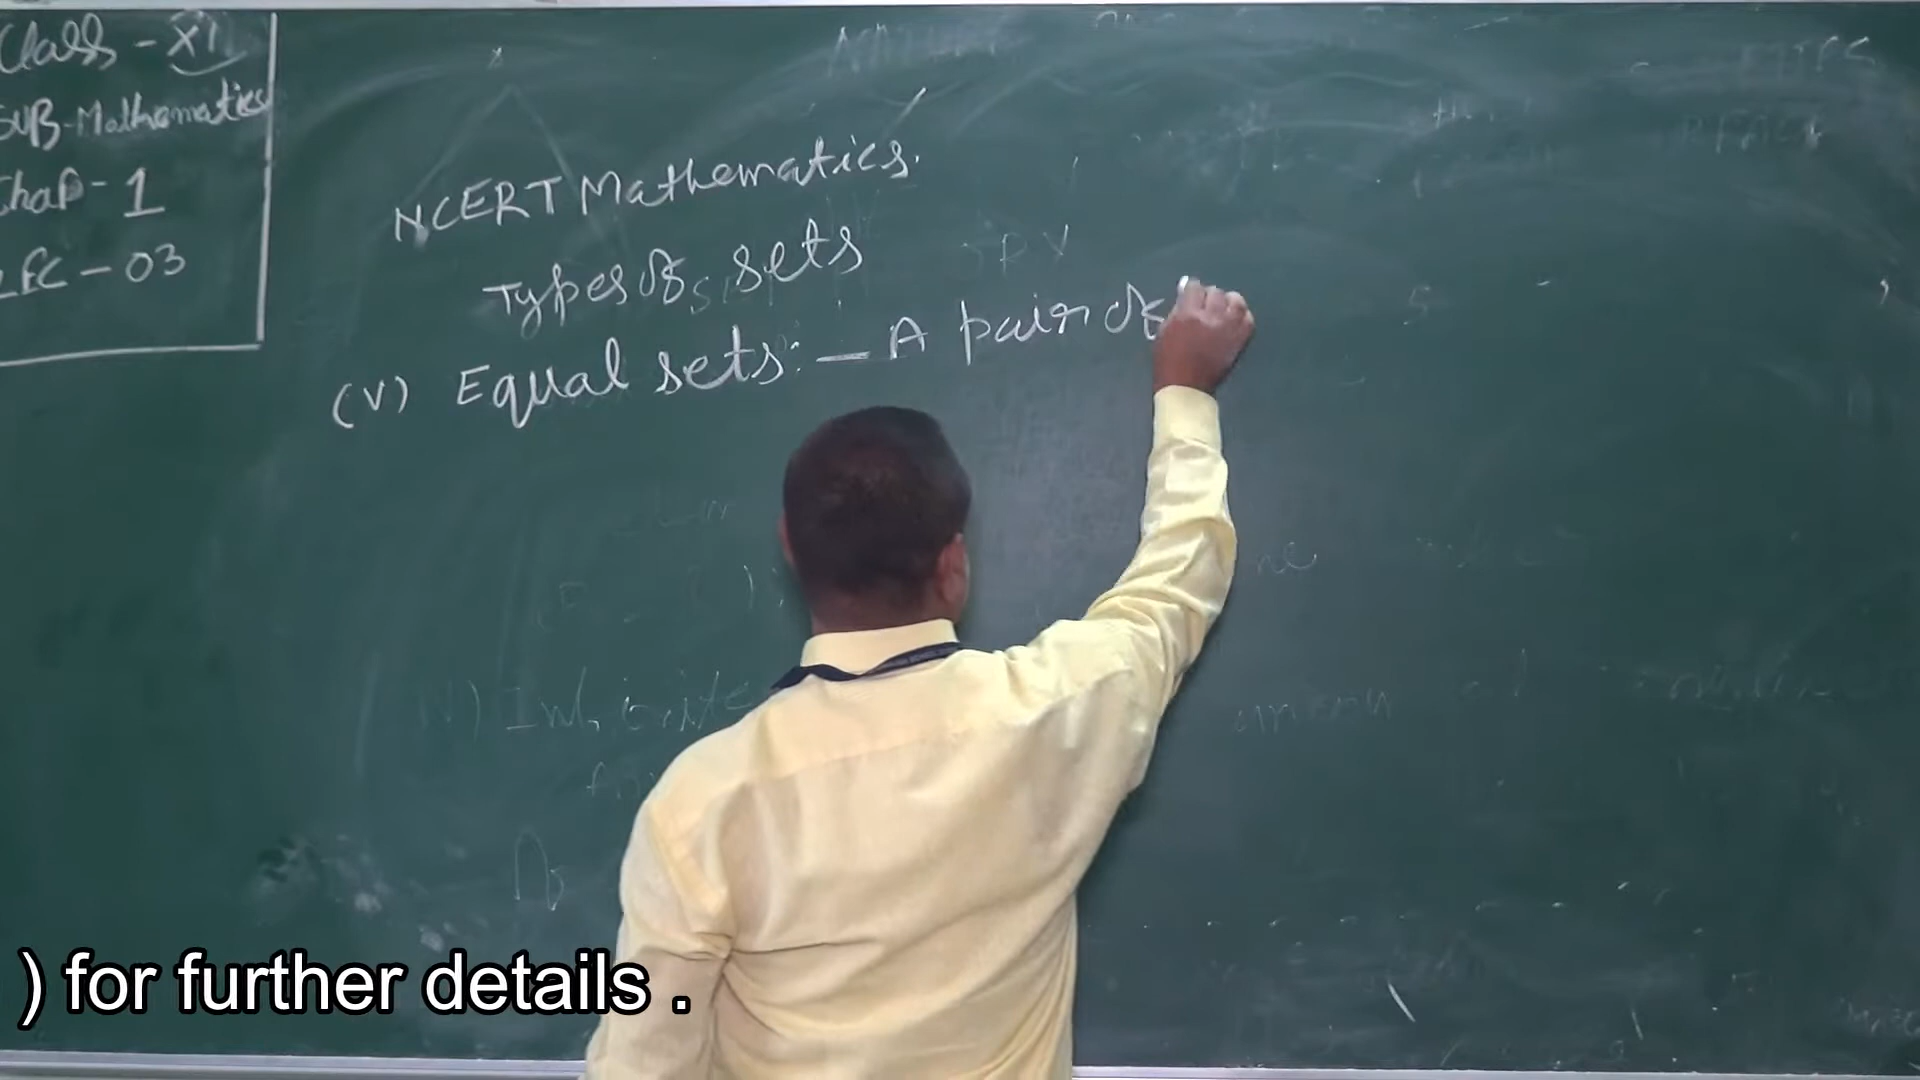 Class - XI
SUB-Mathematics
Chap - 1
LEC - 03
NCERT Mathematics.
Types of sets
(V) Equal sets: — A pair of
) for further details .